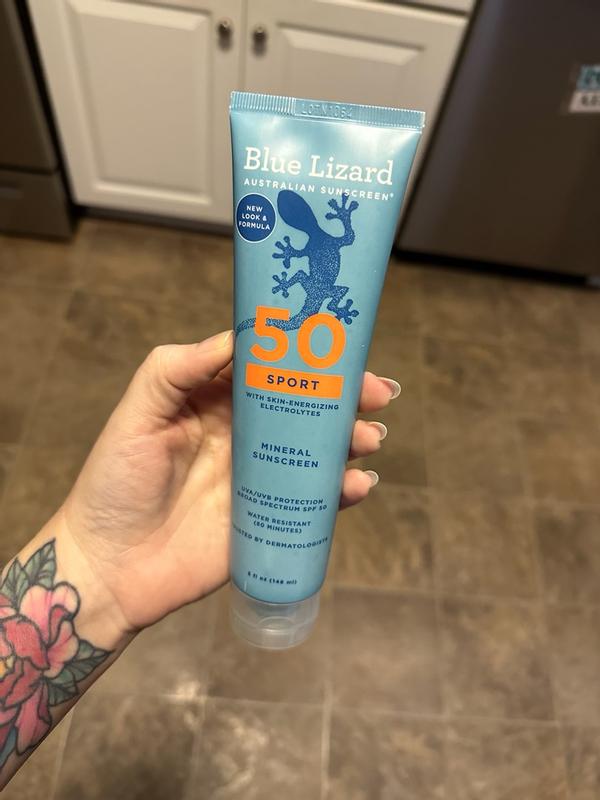 Blue Lizard
AUSTRALIAN SUNSCREEN®
NEW
LOOK &
FORMULA
50
SPORT
WITH SKIN-ENERGIZING
ELECTROLYTES
MINERAL
SUNSCREEN
UVA/UVB PROTECTION
BROAD SPECTRUM SPF 50
WATER RESISTANT
(80 MINUTES)
BY DERMATOLOGISTS
5 fl oz (148 ml)